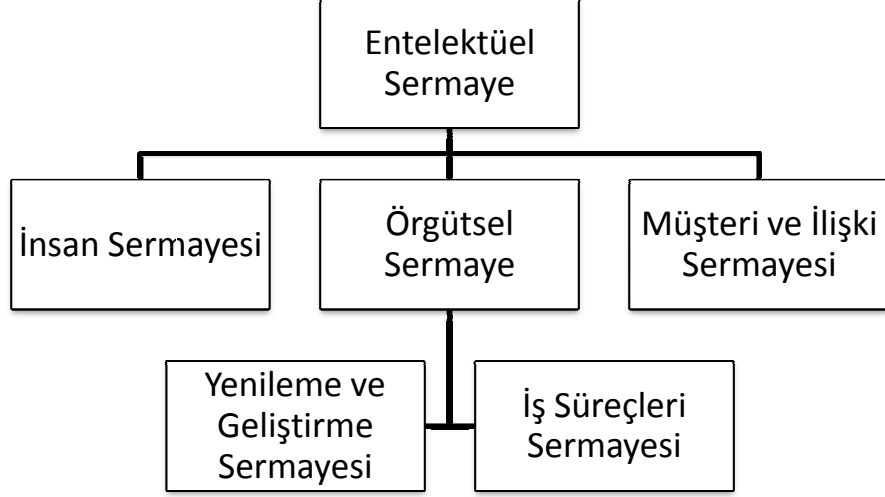 Entelektüel
Sermaye
İnsan Sermayesi
Örgütsel
Sermaye
Müşteri ve İlişki
Sermayesi
Yenileme ve
Geliştirme
Sermayesi
İş Süreçleri
Sermayesi